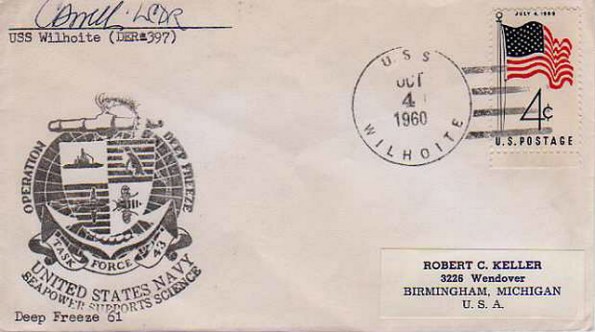 LCDR
USS Wilhoite (DER#397)
JULY 4, 1960
4¢
U.S. POSTAGE
U S S
OCT
4
1960
WILHOITE
OPERATION DEEP FREEZE
TASK FORCE 43
UNITED STATES NAVY
SEAPOWER SUPPORTS SCIENCE
Deep Freeze 61
ROBERT C. KELLER
3226 Wendover
BIRMINGHAM, MICHIGAN
U. S. A.